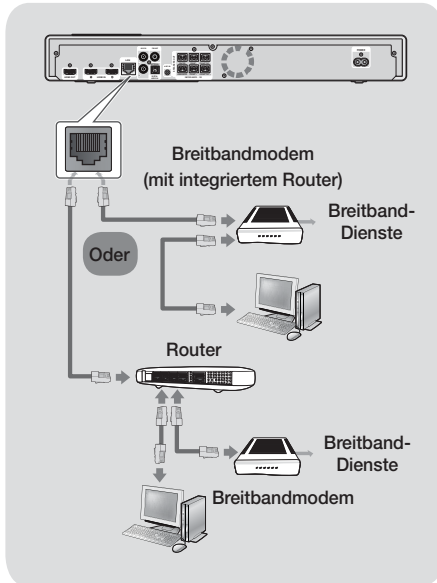 Breitbandmodem
(mit integriertem Router)
Breitband-
Dienste
Oder
Router
Breitband-
Dienste
Breitbandmodem